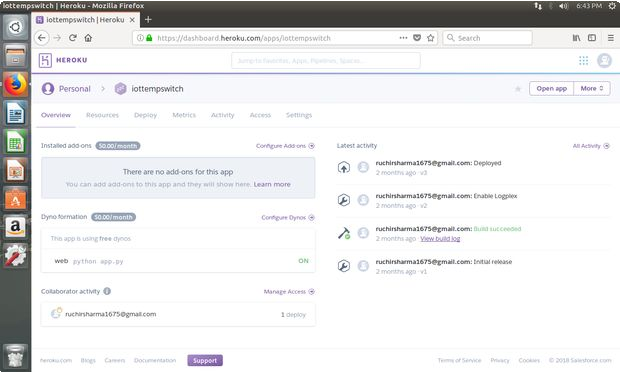 iottempswitch | Heroku - Mozilla Firefox
6:43 PM
iottempswitch | Heroku
https://dashboard.heroku.com/apps/iottempswitch
Search
HEROKU
Jump to Favorites, Apps, Pipelines, Spaces...
Personal > iottempswitch
Open app
More
Overview Resources Deploy Metrics Activity Access Settings
Installed add-ons $0.00/month Configure Add-ons
There are no add-ons for this app
You can add add-ons to this app and they will show here. Learn more
Dyno formation $0.00/month Configure Dynos
This app is using free dynos
web python app.py ON
Collaborator activity Manage Access
ruchirsharma1675@gmail.com 1 deploy
Latest activity All Activity
ruchirsharma1675@gmail.com: Deployed
2 months ago · v3
ruchirsharma1675@gmail.com: Enable Logplex
2 months ago · v2
ruchirsharma1675@gmail.com: Build succeeded
2 months ago · View build log
ruchirsharma1675@gmail.com: Initial release
2 months ago · v1
heroku.com Blogs Careers Documentation Support
Terms of Service Privacy Cookies © 2018 Salesforce.com